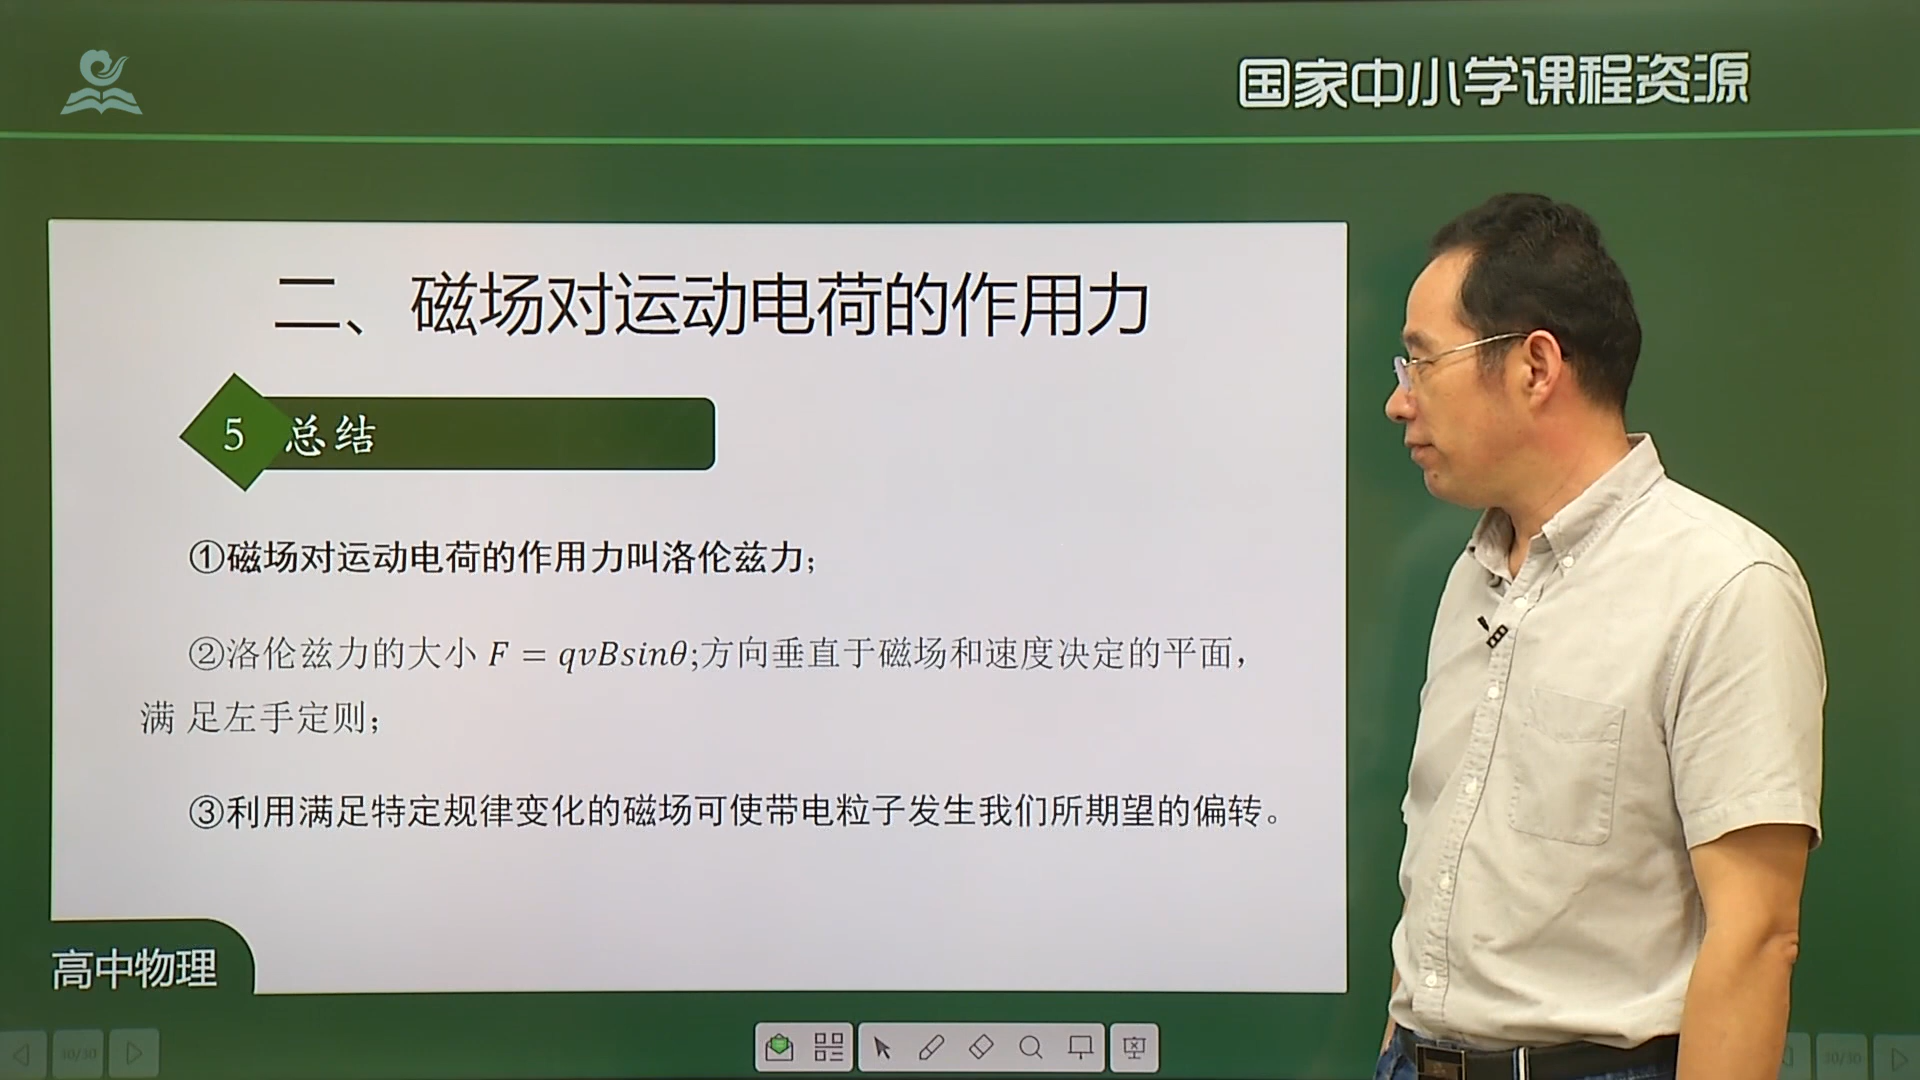 国家中小学课程资源
二、磁场对运动电荷的作用力
5 总结
①磁场对运动电荷的作用力叫洛伦兹力；
②洛伦兹力的大小 F = qvBsinθ;方向垂直于磁场和速度决定的平面，
满 足左手定则；
③利用满足特定规律变化的磁场可使带电粒子发生我们所期望的偏转。
高中物理
30/30
30/30